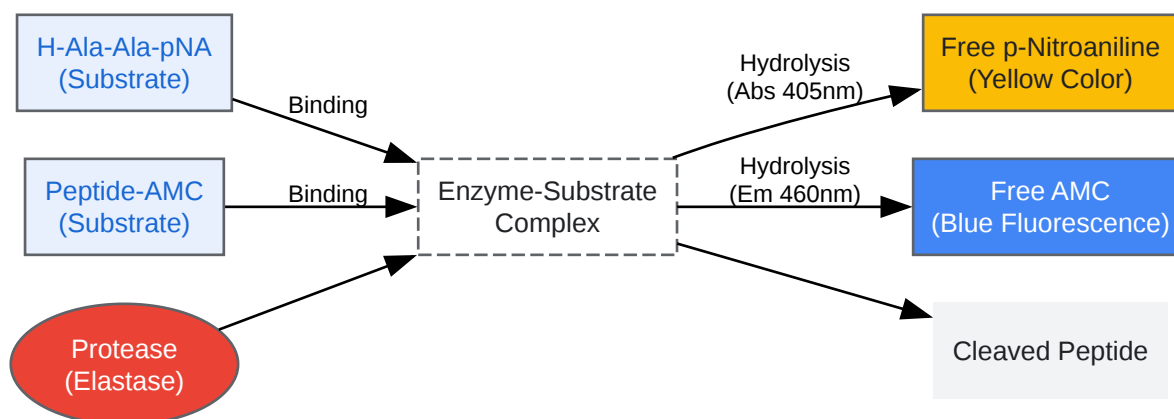 H-Ala-Ala-pNA
(Substrate)
Binding
Hydrolysis
(Abs 405nm)
Free p-Nitroaniline
(Yellow Color)
Peptide-AMC
(Substrate)
Binding
Enzyme-Substrate
Complex
Hydrolysis
(Em 460nm)
Free AMC
(Blue Fluorescence)
Protease
(Elastase)
Cleaved Peptide